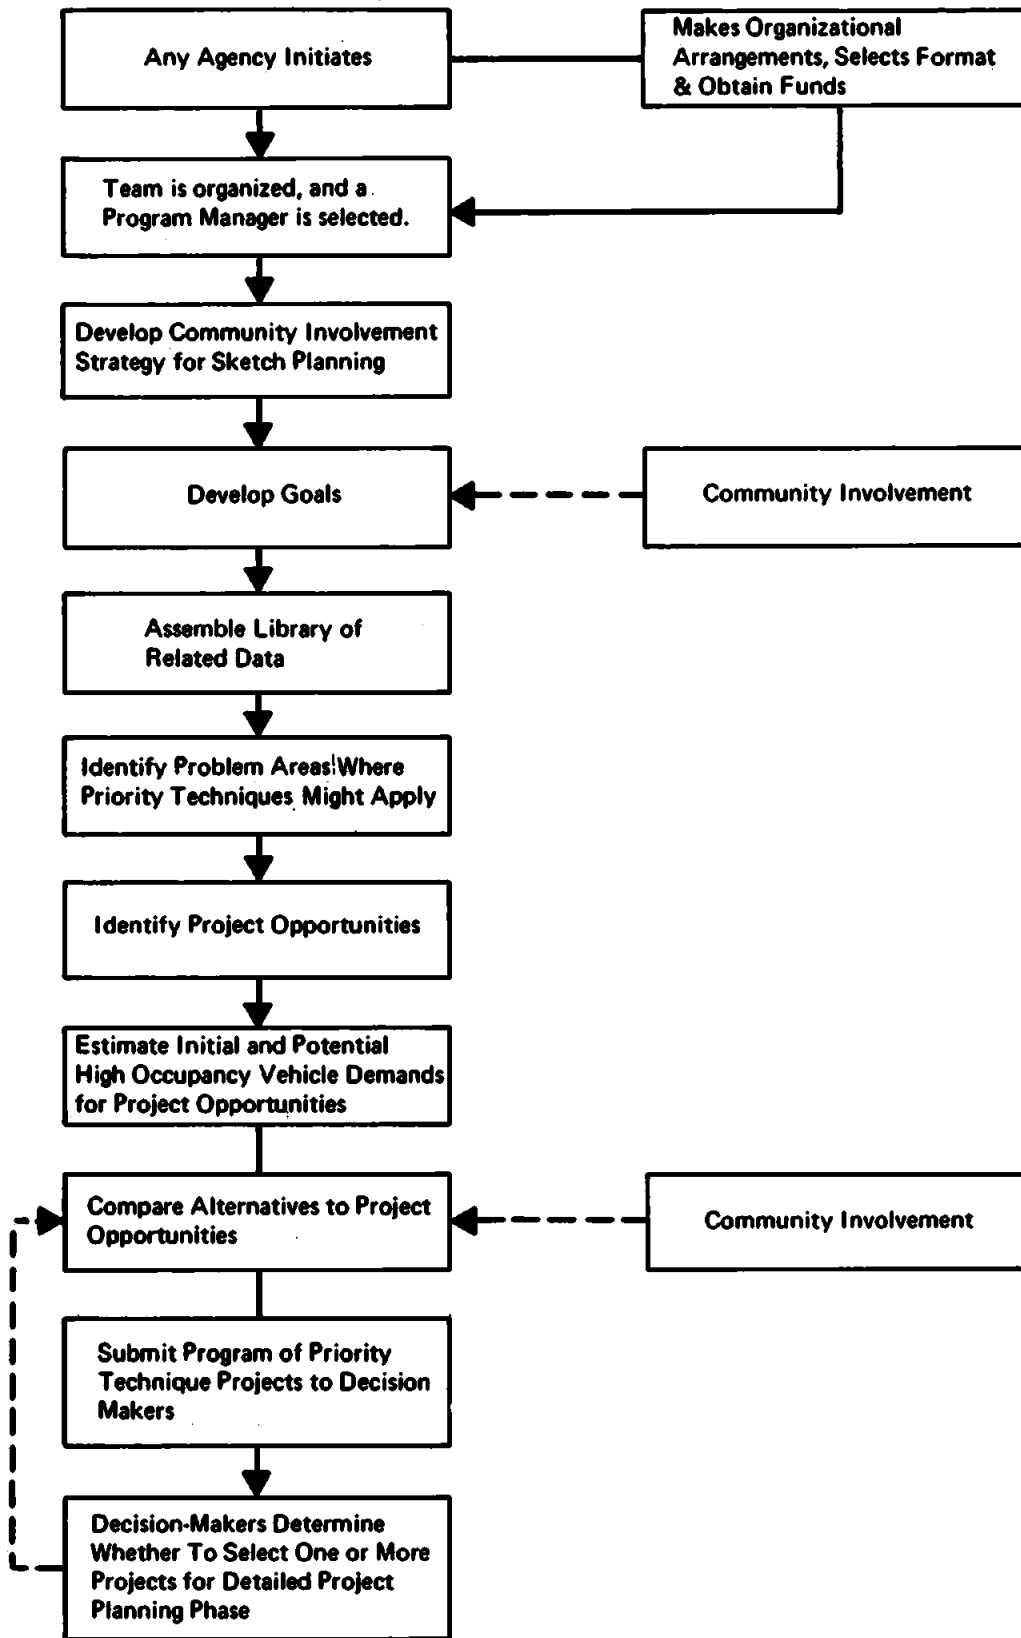 Any Agency Initiates
Makes Organizational
Arrangements, Selects Format
& Obtain Funds
Team is organized, and a
Program Manager is selected.
Develop Community Involvement
Strategy for Sketch Planning
Develop Goals
Community Involvement
Assemble Library of
Related Data
Identify Problem Areas Where
Priority Techniques Might Apply
Identify Project Opportunities
Estimate Initial and Potential
High Occupancy Vehicle Demands
for Project Opportunities
Compare Alternatives to Project
Opportunities
Community Involvement
Submit Program of Priority
Technique Projects to Decision
Makers
Decision-Makers Determine
Whether To Select One or More
Projects for Detailed Project
Planning Phase